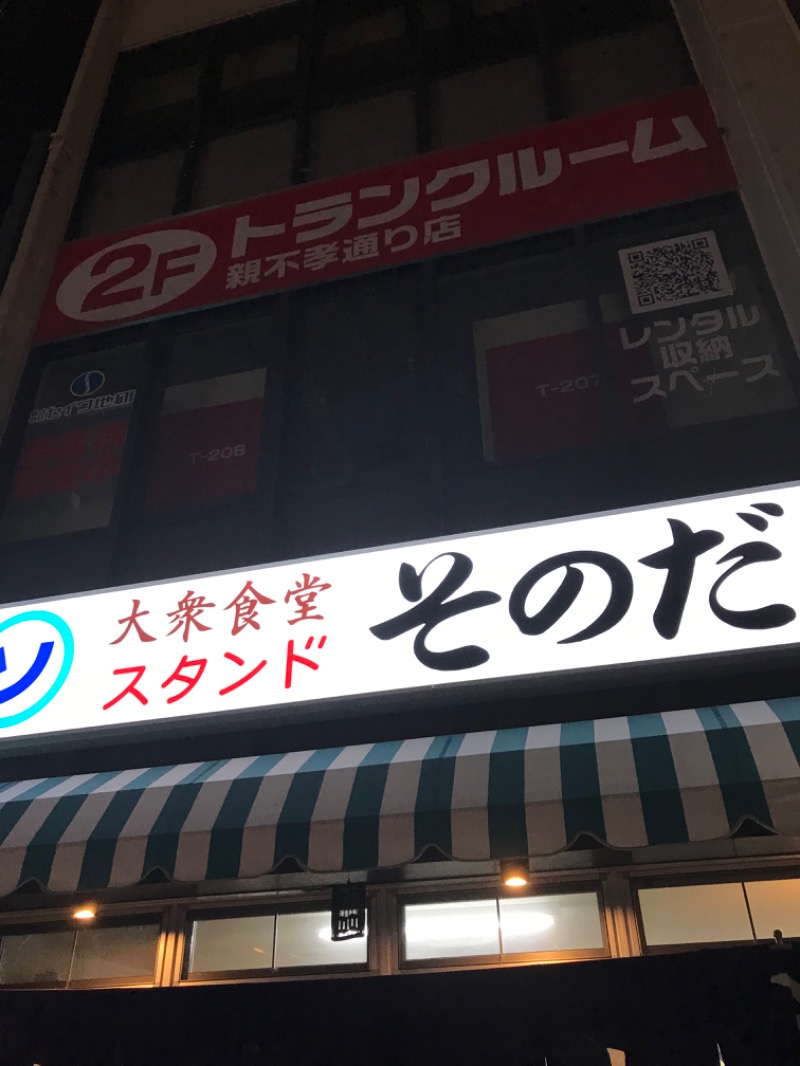 2F トランクルーム
親不孝通り店
レンタル
収納
スペース
T-207
T-208
大衆食堂
スタンド
そのだ
ソ